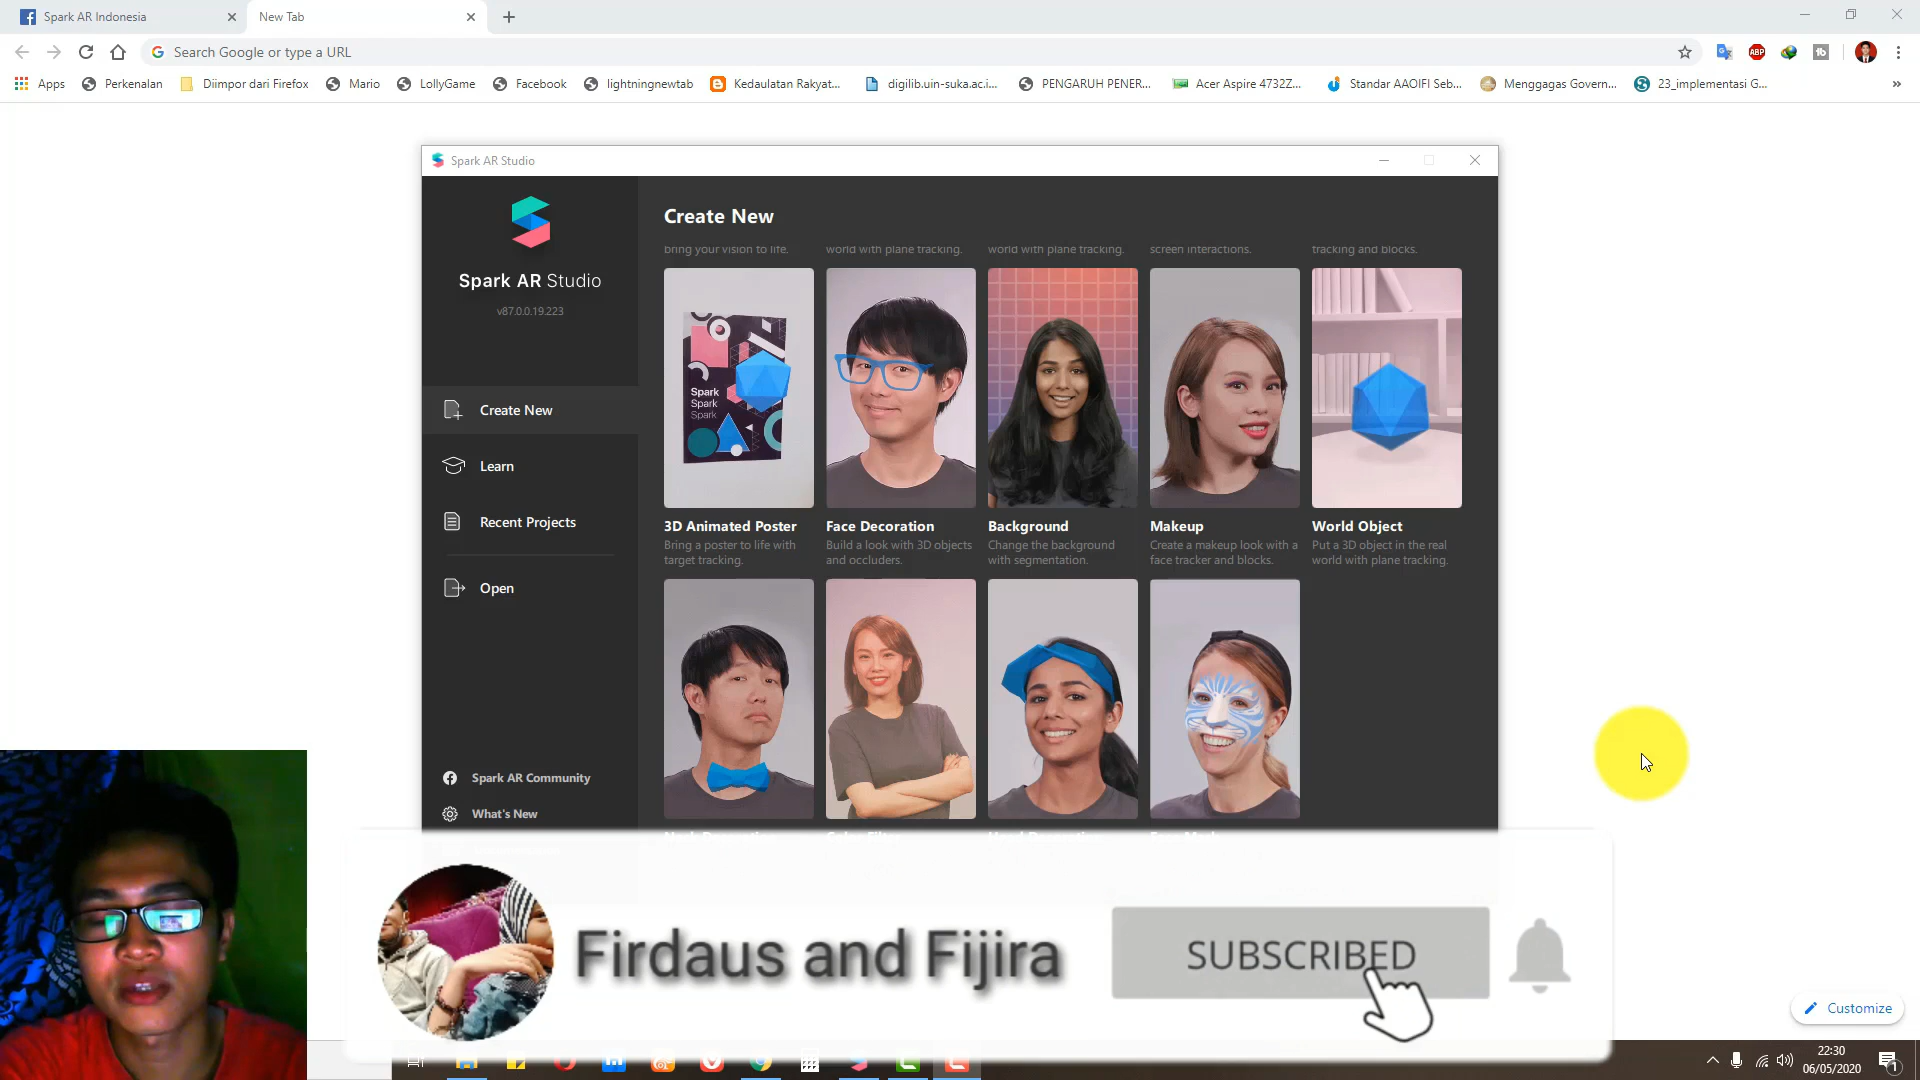 Spark AR Indonesia
New Tab
Search Google or type a URL
Apps
Perkenalan
Diimpor dari Firefox
Mario
LollyGame
Facebook
lightningnewtab
Kedaulatan Rakyat...
digilib.uin-suka.ac.i...
PENGARUH PENER...
Acer Aspire 4732Z...
Standar AAOIFI Seb...
Menggagas Govern...
23_implementasi G...
Spark AR Studio
Spark AR Studio
v87.0.0.19.223
Create New
Learn
Recent Projects
Open
Spark AR Community
What's New
Create New
bring your vision to life.
world with plane tracking.
world with plane tracking.
screen interactions.
tracking and blocks.
Spark
Spark
Spark
3D Animated Poster
Bring a poster to life with
target tracking.
Face Decoration
Build a look with 3D objects
and occluders.
Background
Change the background
with segmentation.
Makeup
Create a makeup look with a
face tracker and blocks.
World Object
Put a 3D object in the real
world with plane tracking.
Firdaus and Fijira
SUBSCRIBED
Customize
22:30
06/05/2020